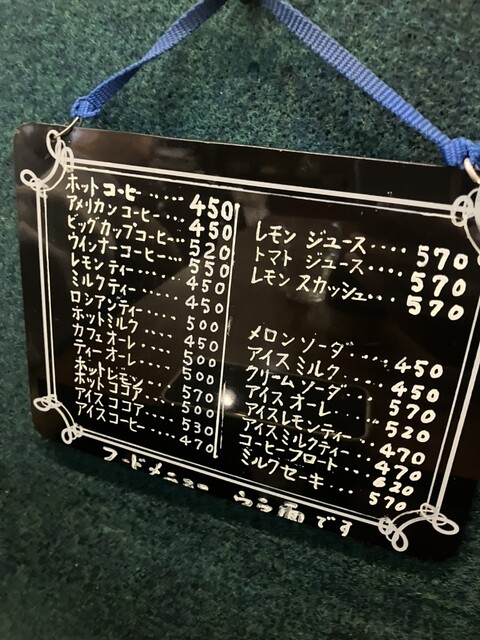 ホットコーヒー‥‥‥450
アメリカンコーヒー‥‥450
ビッグカップコーヒー‥520
ウインナーコーヒー‥550
レモンティー‥‥‥450
ミルクティー‥‥‥450
ロシアンティー‥‥500
ホットミルク‥‥‥450
カフェオーレ‥‥‥500
ティーオーレ‥‥‥500
ホットレモン‥‥‥570
ホットココア‥‥‥500
アイスココア‥‥‥530
アイスコーヒー‥‥470
レモンジュース‥‥570
トマトジュース‥‥570
レモンスカッシュ‥570
メロンソーダ‥‥450
アイスミルク‥‥450
クリームソーダ‥‥570
アイスオーレ‥‥520
アイスレモンティー‥470
アイスミルクティー‥470
コーヒーフロート‥620
ミルクセーキ‥‥570
フードメニュー うら面です